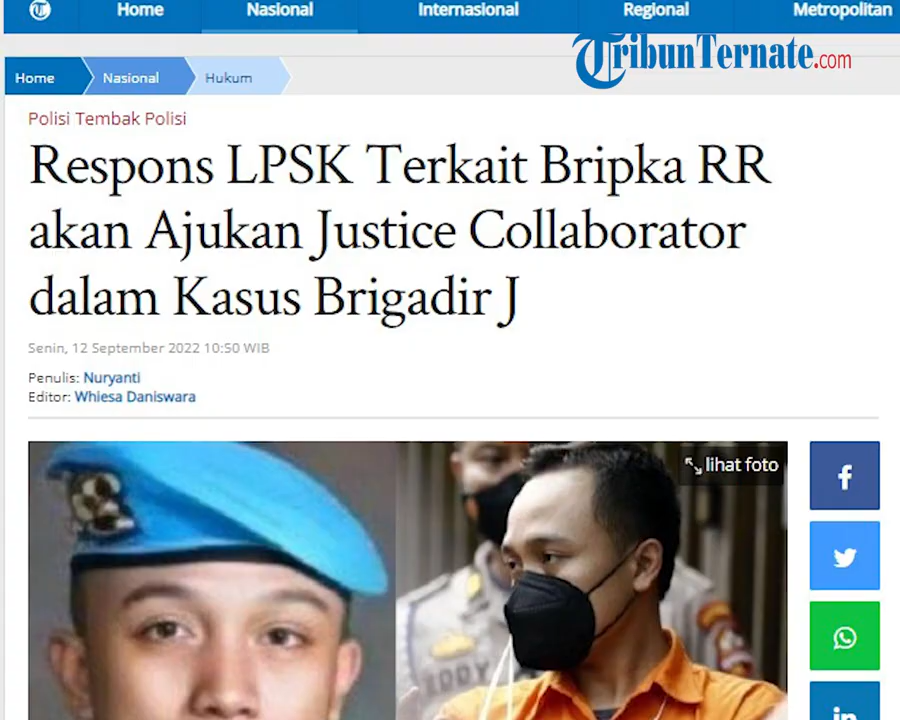 Home Nasional Internasional Regional Metropolitan
TribunTernate.com
Home Nasional Hukum
Polisi Tembak Polisi
Respons LPSK Terkait Bripka RR
akan Ajukan Justice Collaborator
dalam Kasus Brigadir J
Senin, 12 September 2022 10:50 WIB
Penulis: Nuryanti
Editor: Whiesa Daniswara
lihat foto